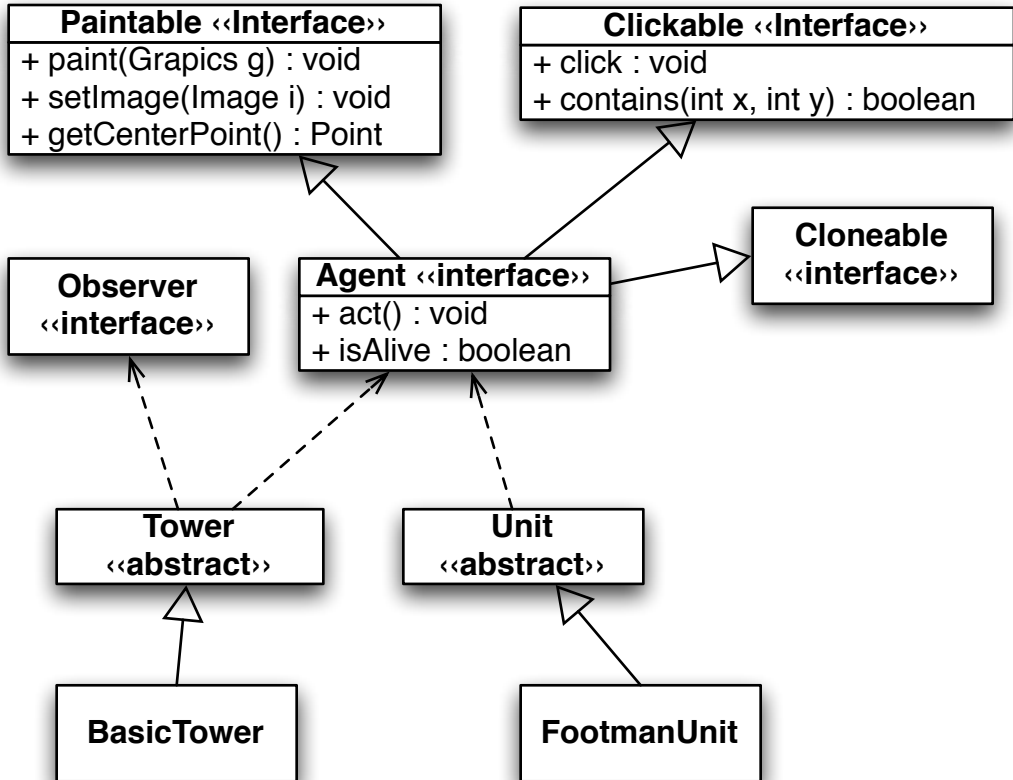 Paintable ‹‹Interface››
+ paint(Grapics g) : void
+ setImage(Image i) : void
+ getCenterPoint() : Point
Clickable ‹‹Interface››
+ click : void
+ contains(int x, int y) : boolean
Cloneable
‹‹interface››
Observer
‹‹interface››
Agent ‹‹interface››
+ act() : void
+ isAlive : boolean
Tower
‹‹abstract››
Unit
‹‹abstract››
BasicTower
FootmanUnit